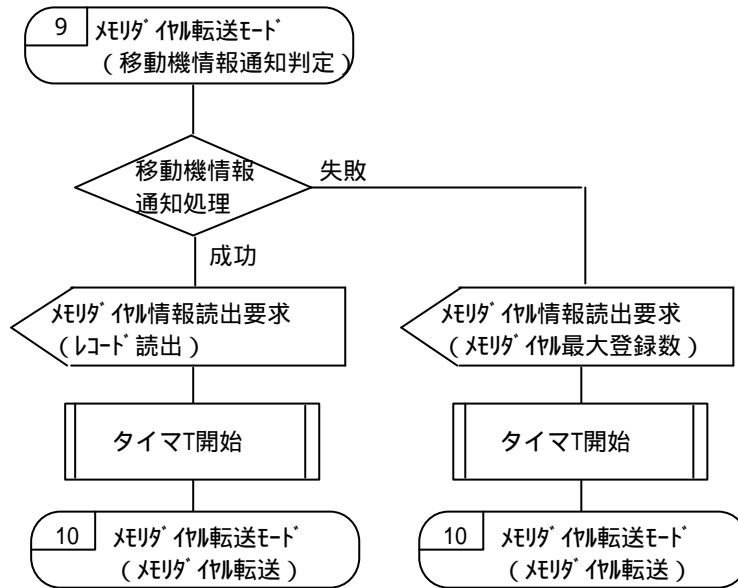 9
ﾒﾓﾘﾀﾞｲﾔﾙ転送ﾓｰﾄﾞ
（移動機情報通知判定）
移動機情報
通知処理
失敗
成功
ﾒﾓﾘﾀﾞｲﾔﾙ情報読出要求
（ﾚｺｰﾄﾞ読出）
ﾒﾓﾘﾀﾞｲﾔﾙ情報読出要求
（ﾒﾓﾘﾀﾞｲﾔﾙ最大登録数）
タイマT開始
タイマT開始
10
ﾒﾓﾘﾀﾞｲﾔﾙ転送ﾓｰﾄﾞ
（ﾒﾓﾘﾀﾞｲﾔﾙ転送）
10
ﾒﾓﾘﾀﾞｲﾔﾙ転送ﾓｰﾄﾞ
（ﾒﾓﾘﾀﾞｲﾔﾙ転送）